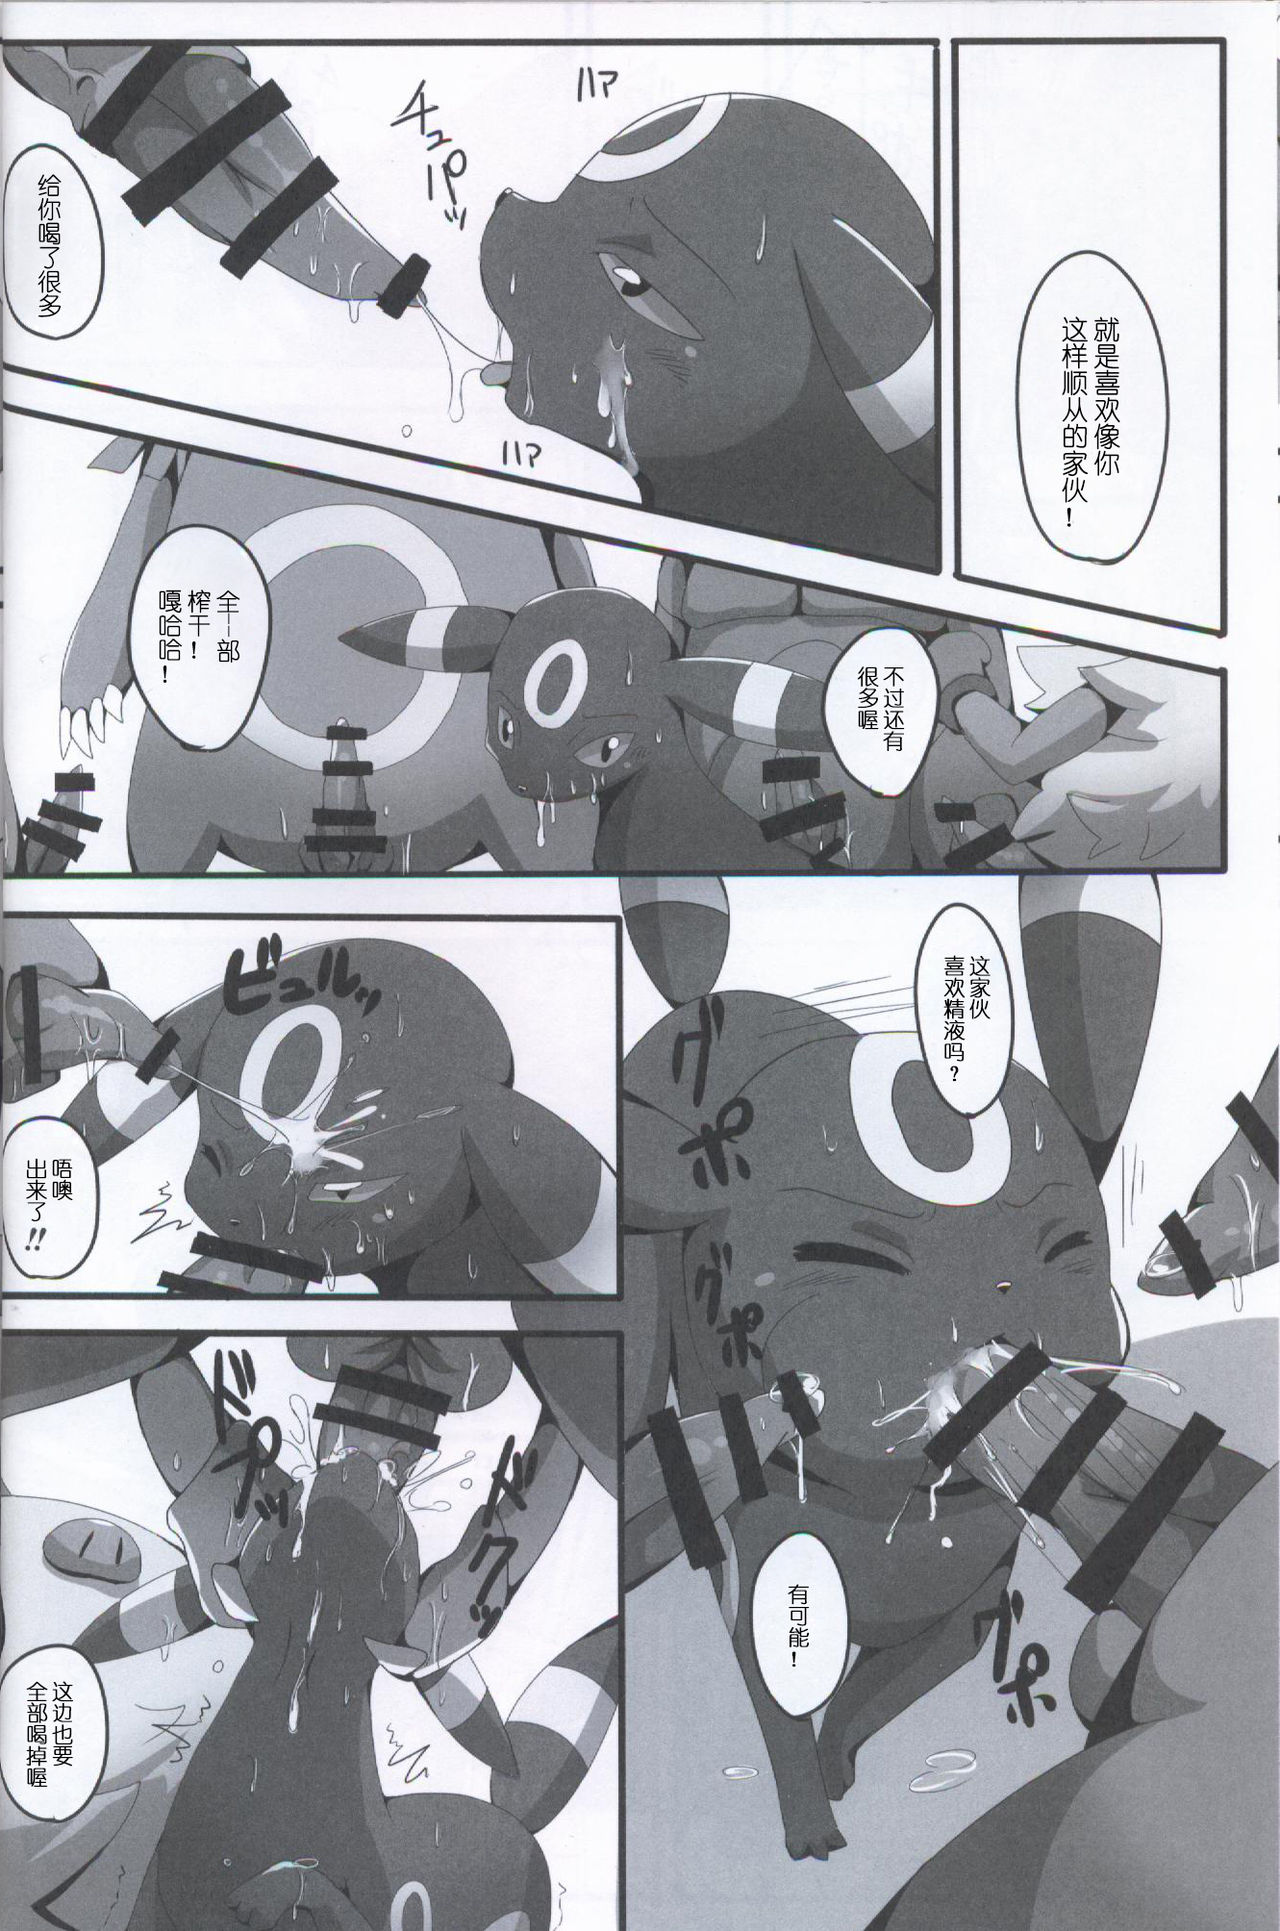 就是喜欢像你
这样顺从的家伙！
ハァ
チュパッ
给你喝了很多
ハァ
不过还有
很多喔
全-部
榨干！
嘎哈哈！
这家伙
喜欢精液吗？
グポ
グポ
有可能！
グポ
ビュルッ
唔噢
出来了!!
ドプッ
ドクッ
这边也要
全部喝掉喔